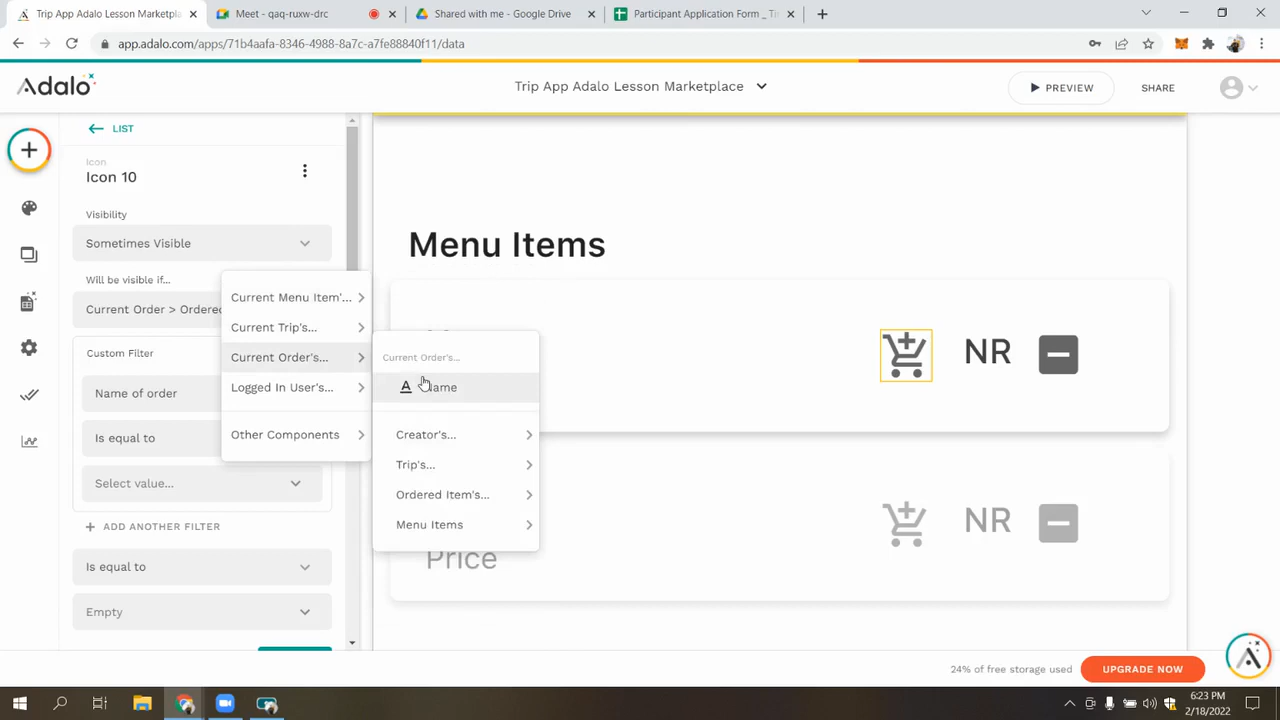 Trip App Adalo Lesson Marketpla
Meet - qaq-ruxw-drc
Shared with me - Google Drive
Participant Application Form _ Ti
app.adalo.com/apps/71b4aafa-8346-4988-8a7c-a7fe88840f11/data
Adalo
Trip App Adalo Lesson Marketplace
PREVIEW
SHARE
LIST
Icon
Icon 10
Visibility
Sometimes Visible
Will be visible if...
Current Order > Ordered
Custom Filter
Name of order
Is equal to
Select value...
ADD ANOTHER FILTER
Is equal to
Empty
Current Menu Item'...
Current Trip's...
Current Order's...
Logged In User's...
Other Components
Current Order's...
Creator's...
Trip's...
Ordered Item's...
Menu Items
Menu Items
NR
NR
Price
24% of free storage used
UPGRADE NOW
6:23 PM
2/18/2022